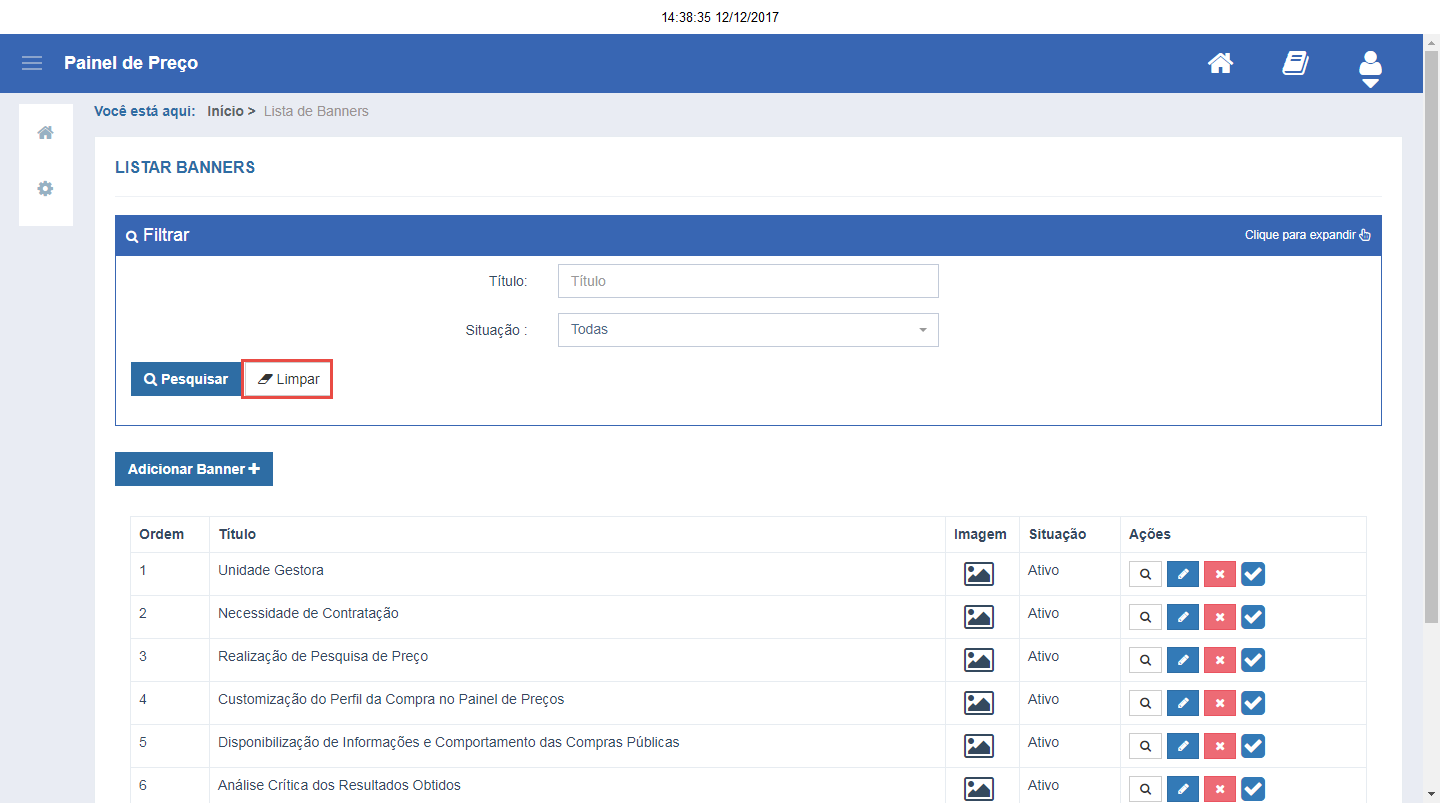 14:38:35 12/12/2017
Painel de Preço
Você está aqui: Início > Lista de Banners
LISTAR BANNERS
Filtrar Clique para expandir
Título: Título
Situação : Todas
Pesquisar Limpar
Adicionar Banner
Ordem Título Imagem Situação Ações
1 Unidade Gestora Ativo
2 Necessidade de Contratação Ativo
3 Realização de Pesquisa de Preço Ativo
4 Customização do Perfil da Compra no Painel de Preços Ativo
5 Disponibilização de Informações e Comportamento das Compras Públicas Ativo
6 Análise Crítica dos Resultados Obtidos Ativo